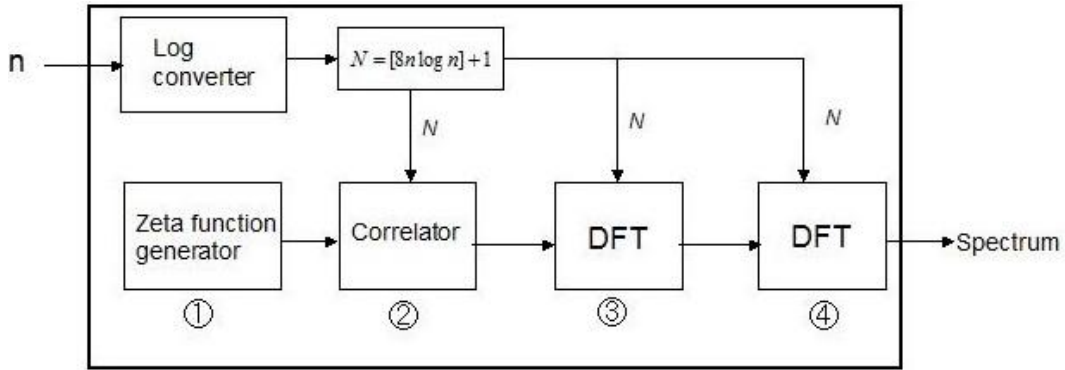 n
Log
converter
N = [8n log n] + 1
N
N
N
Zeta function
generator
Correlator
DFT
DFT
Spectrum
①
②
③
④